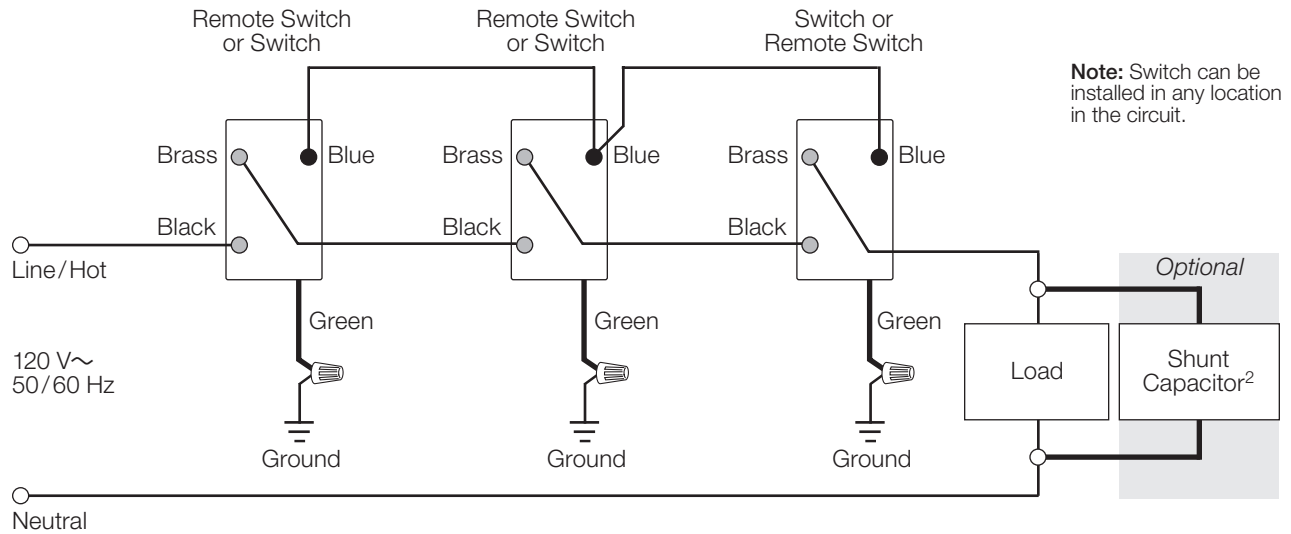 Remote Switch
or Switch
Remote Switch
or Switch
Switch or
Remote Switch
Note: Switch can be
installed in any location
in the circuit.
Brass
Blue
Brass
Blue
Brass
Blue
Black
Black
Black
Line/Hot
Optional
Green
Green
Green
120 V~
50/60 Hz
Load
Shunt
Capacitor²
Ground
Ground
Ground
Neutral